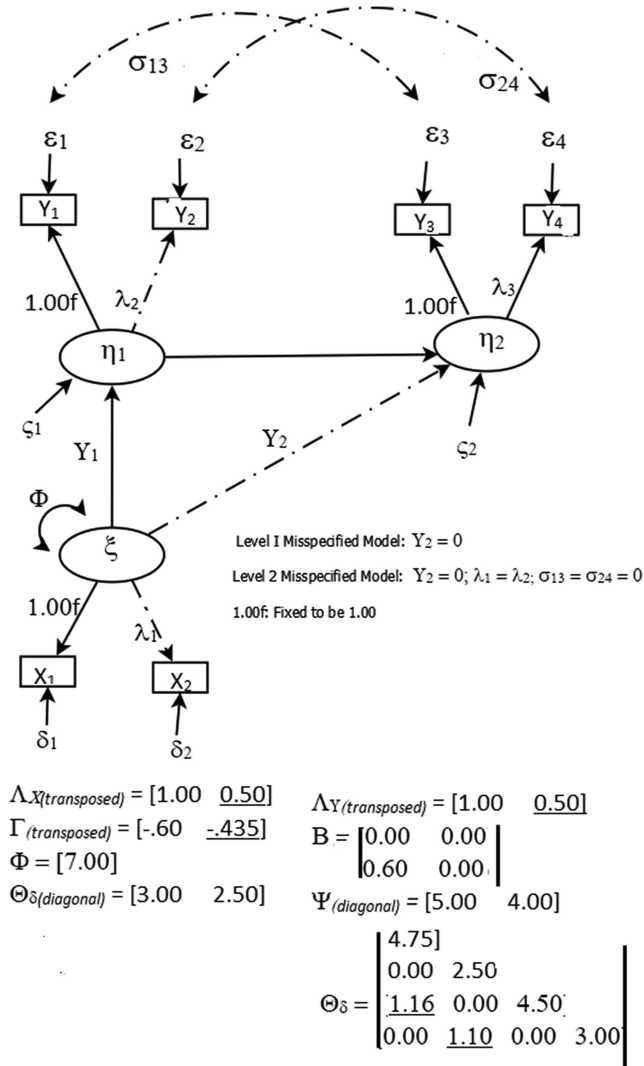 σ13
σ24
ε1 ε2 ε3 ε4
Y1 Y2 Y3 Y4
1.00f λ2 1.00f λ3
η1 η2
ς1 Υ1 Υ2 ς2
Φ
ξ
Level I Misspecified Model: Υ2 = 0
Level 2 Misspecified Model: Υ2 = 0; λ1 = λ2; σ13 = σ24 = 0
1.00f: Fixed to be 1.00
1.00f λ1
X1 X2
δ1 δ2
ΛX(transposed) = [1.00 0.50]
Γ(transposed) = [-.60 -.435]
Φ = [7.00]
Θδ(diagonal) = [3.00 2.50]
ΛY(transposed) = [1.00 0.50]
B = [0.00 0.00
0.60 0.00
Ψ(diagonal) = [5.00 4.00]
4.75]
0.00 2.50
Θδ = 1.16 0.00 4.50
0.00 1.10 0.00 3.00